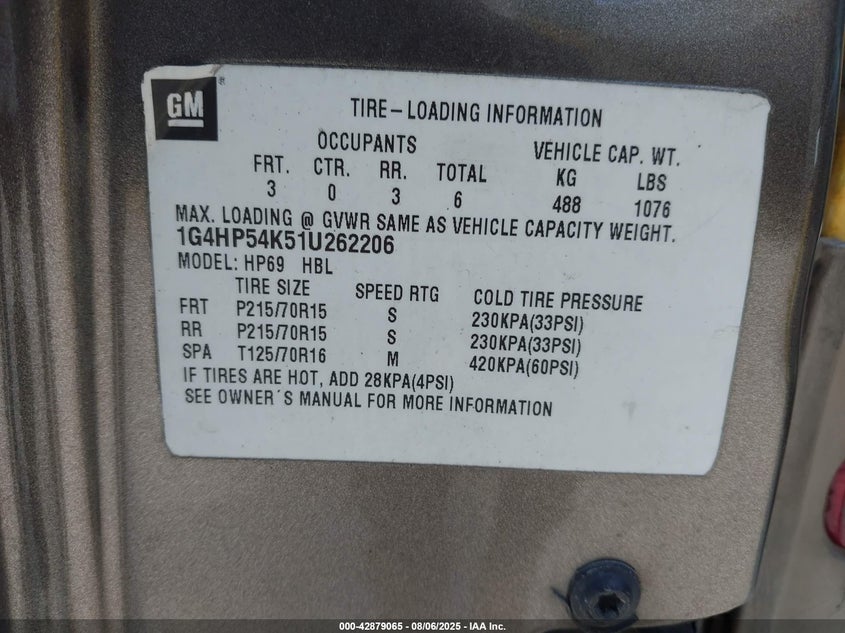 GM®
TIRE-LOADING INFORMATION
OCCUPANTS VEHICLE CAP. WT.
FRT. CTR. RR. TOTAL KG LBS
3 0 3 6 488 1076
MAX. LOADING @ GVWR SAME AS VEHICLE CAPACITY WEIGHT.
1G4HP54K51U262206
MODEL: HP69 HBL
TIRE SIZE SPEED RTG COLD TIRE PRESSURE
FRT P215/70R15 S 230KPA(33PSI)
RR P215/70R15 S 230KPA(33PSI)
SPA T125/70R16 M 420KPA(60PSI)
IF TIRES ARE HOT, ADD 28KPA(4PSI)
SEE OWNER´S MANUAL FOR MORE INFORMATION
000-42879065 - 08/06/2025 - IAA Inc.